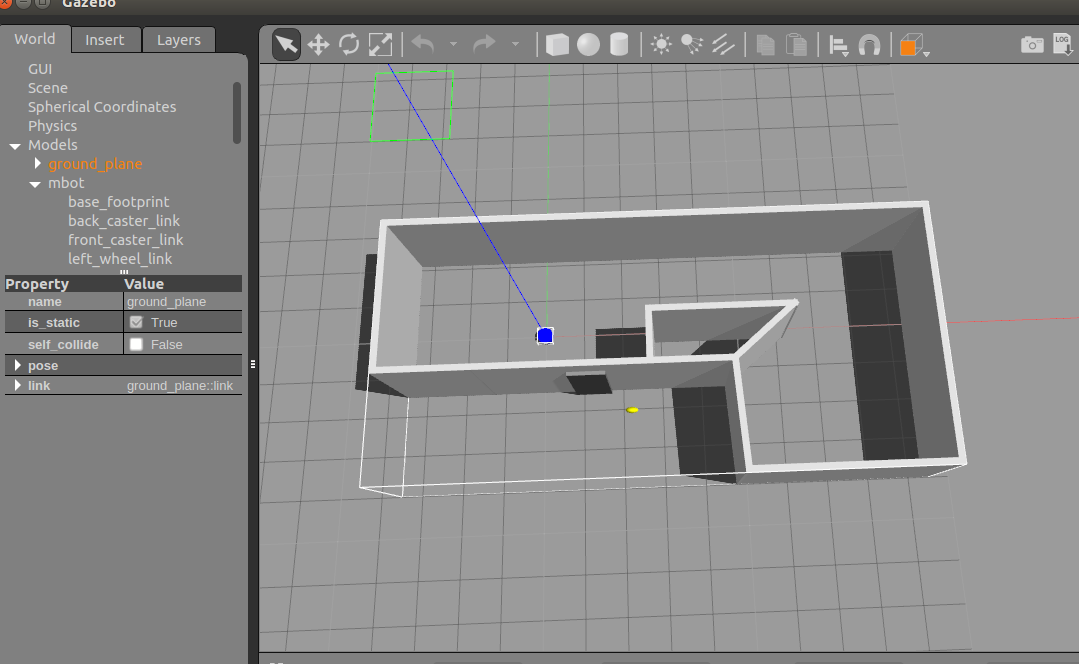 Gazebo
World Insert Layers
GUI
Scene
Spherical Coordinates
Physics
Models
ground_plane
mbot
base_footprint
back_caster_link
front_caster_link
left_wheel_link
Property Value
name ground_plane
is_static True
self_collide False
pose
link ground_plane::link
LOG